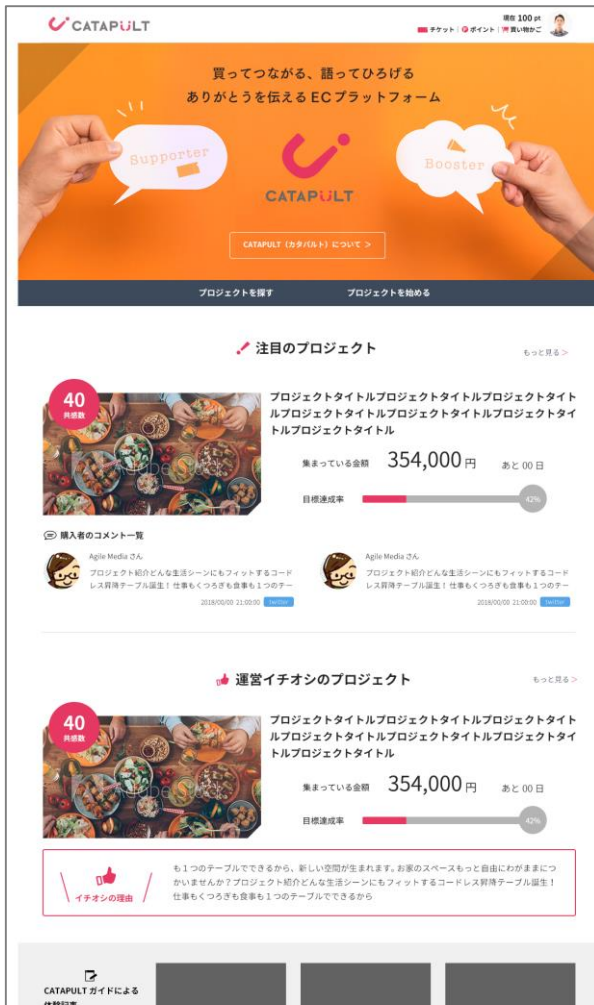 CATAPULT
現在 100 pt
チケット | ポイント | 買い物かご
買ってつながる、語ってひろげる
ありがとうを伝える ECプラットフォーム
Supporter
Booster
CATAPULT
CATAPULT（カタパルト）について >
プロジェクトを探す
プロジェクトを始める
注目のプロジェクト
もっと見る >
40
共感数
プロジェクトタイトルプロジェクトタイトルプロジェクトタイト
ルプロジェクトタイトルプロジェクトタイトルプロジェクトタイ
トルプロジェクトタイトル
Adobe Stock
集まっている金額 354,000 円 あと 00 日
目標達成率 42%
購入者のコメント一覧
Agile Media さん
プロジェクト紹介どんな生活シーンにもフィットするコード
レス昇降テーブル誕生！ 仕事もくつろぎも食事も１つのテー
2018/00/00 21:00:00 twitter
Agile Media さん
プロジェクト紹介どんな生活シーンにもフィットするコード
レス昇降テーブル誕生！ 仕事もくつろぎも食事も１つのテー
2018/00/00 21:00:00 twitter
運営イチオシのプロジェクト
もっと見る >
40
共感数
プロジェクトタイトルプロジェクトタイトルプロジェクトタイト
ルプロジェクトタイトルプロジェクトタイトルプロジェクトタイ
トルプロジェクトタイトル
Adobe Stock
集まっている金額 354,000 円 あと 00 日
目標達成率 42%
イチオシの理由
も１つのテーブルでできるから、新しい空間が生まれます。お家のスペースもっと自由にわがままにつ
かいませんか？プロジェクト紹介どんな生活シーンにもフィットするコードレス昇降テーブル誕生！
仕事もくつろぎも食事も１つのテーブルでできるから
CATAPULT ガイドによる
体験記事